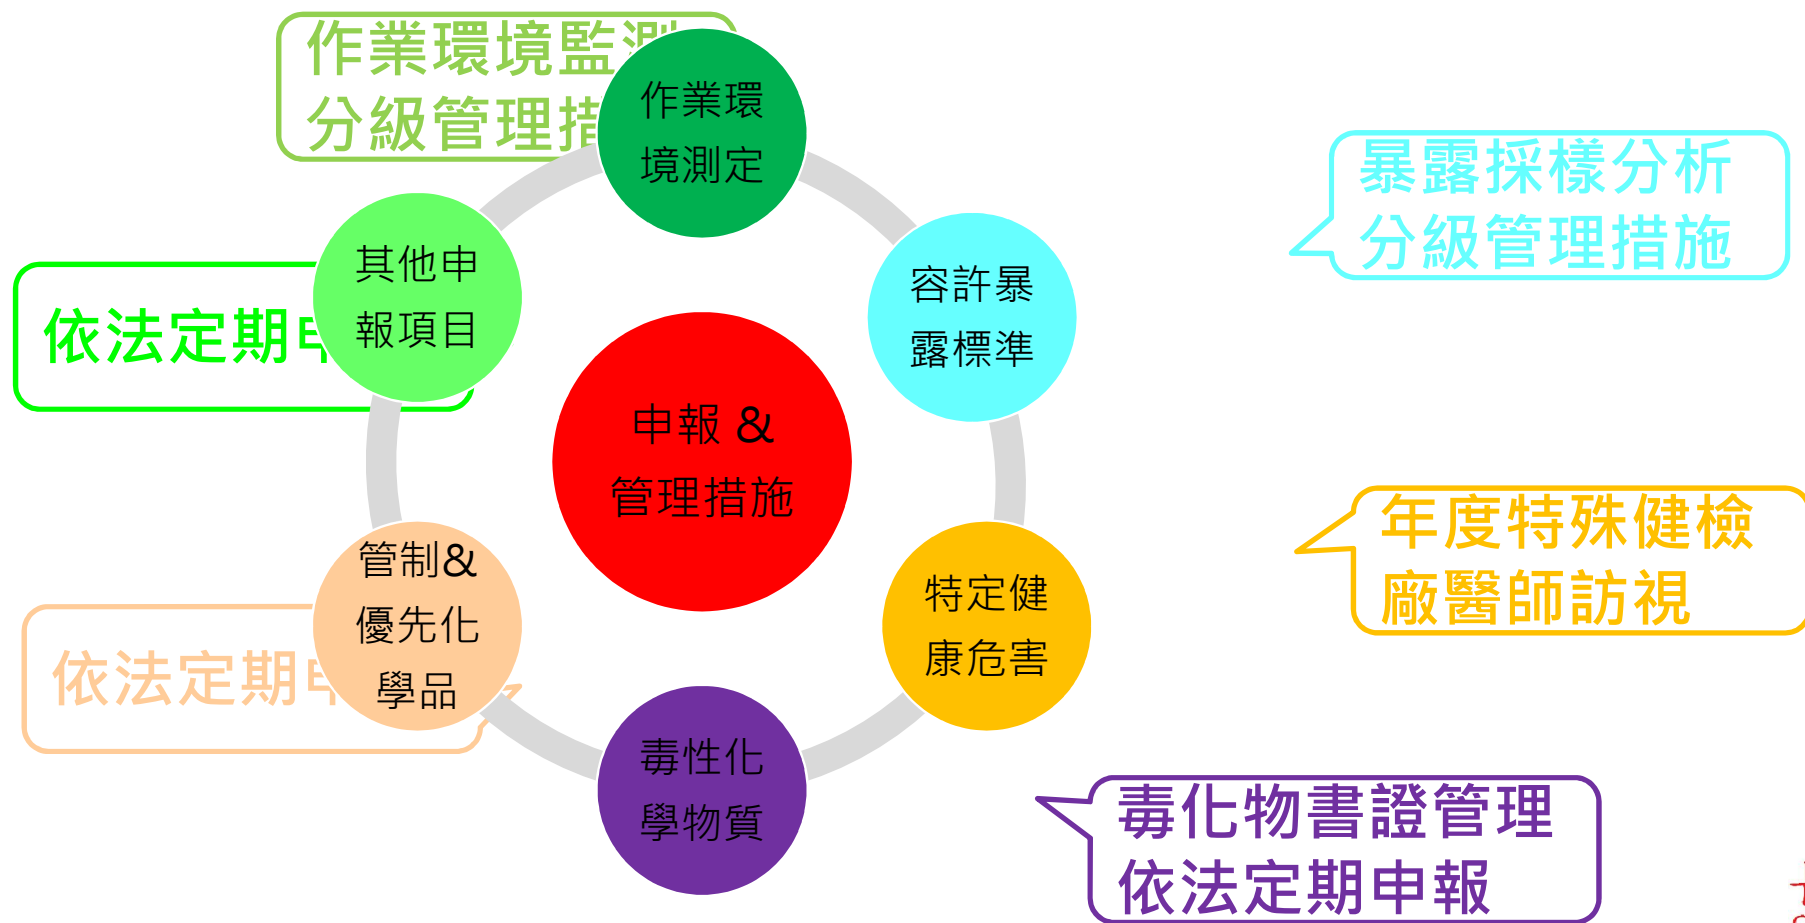 作業環境監測
分級管理措
作業環
境測定
暴露採樣分析
分級管理措施
容許暴
露標準
其他申
報項目
依法定期申
申報 &
管理措施
年度特殊健檢
廠醫師訪視
特定健
康危害
管制&
優先化
學品
依法定期申
毒性化
學物質
毒化物書證管理
依法定期申報